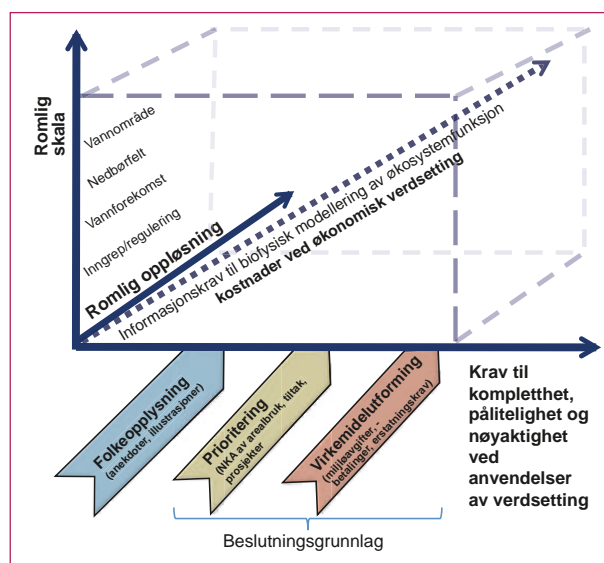 Romlig
skala
Vannområde
Nedbørfelt
Vannforekomst
Inngrep/regulering
Romlig oppløsning
Informasjonskrav til biofysisk modellering av økosystemfunksjon
kostnader ved økonomisk verdsetting
Folkeopplysning
(anekdoter, illustrasjoner)
Prioritering
(NKA av arealbruk, tiltak,
prosjekter
Virkemidelutforming
(miljøavgifter, -
betalinger, erstatningskrav)
Krav til
kompletthet,
pålitelighet og
nøyaktighet
ved
anvendelser
av verdsetting
Beslutningsgrunnlag